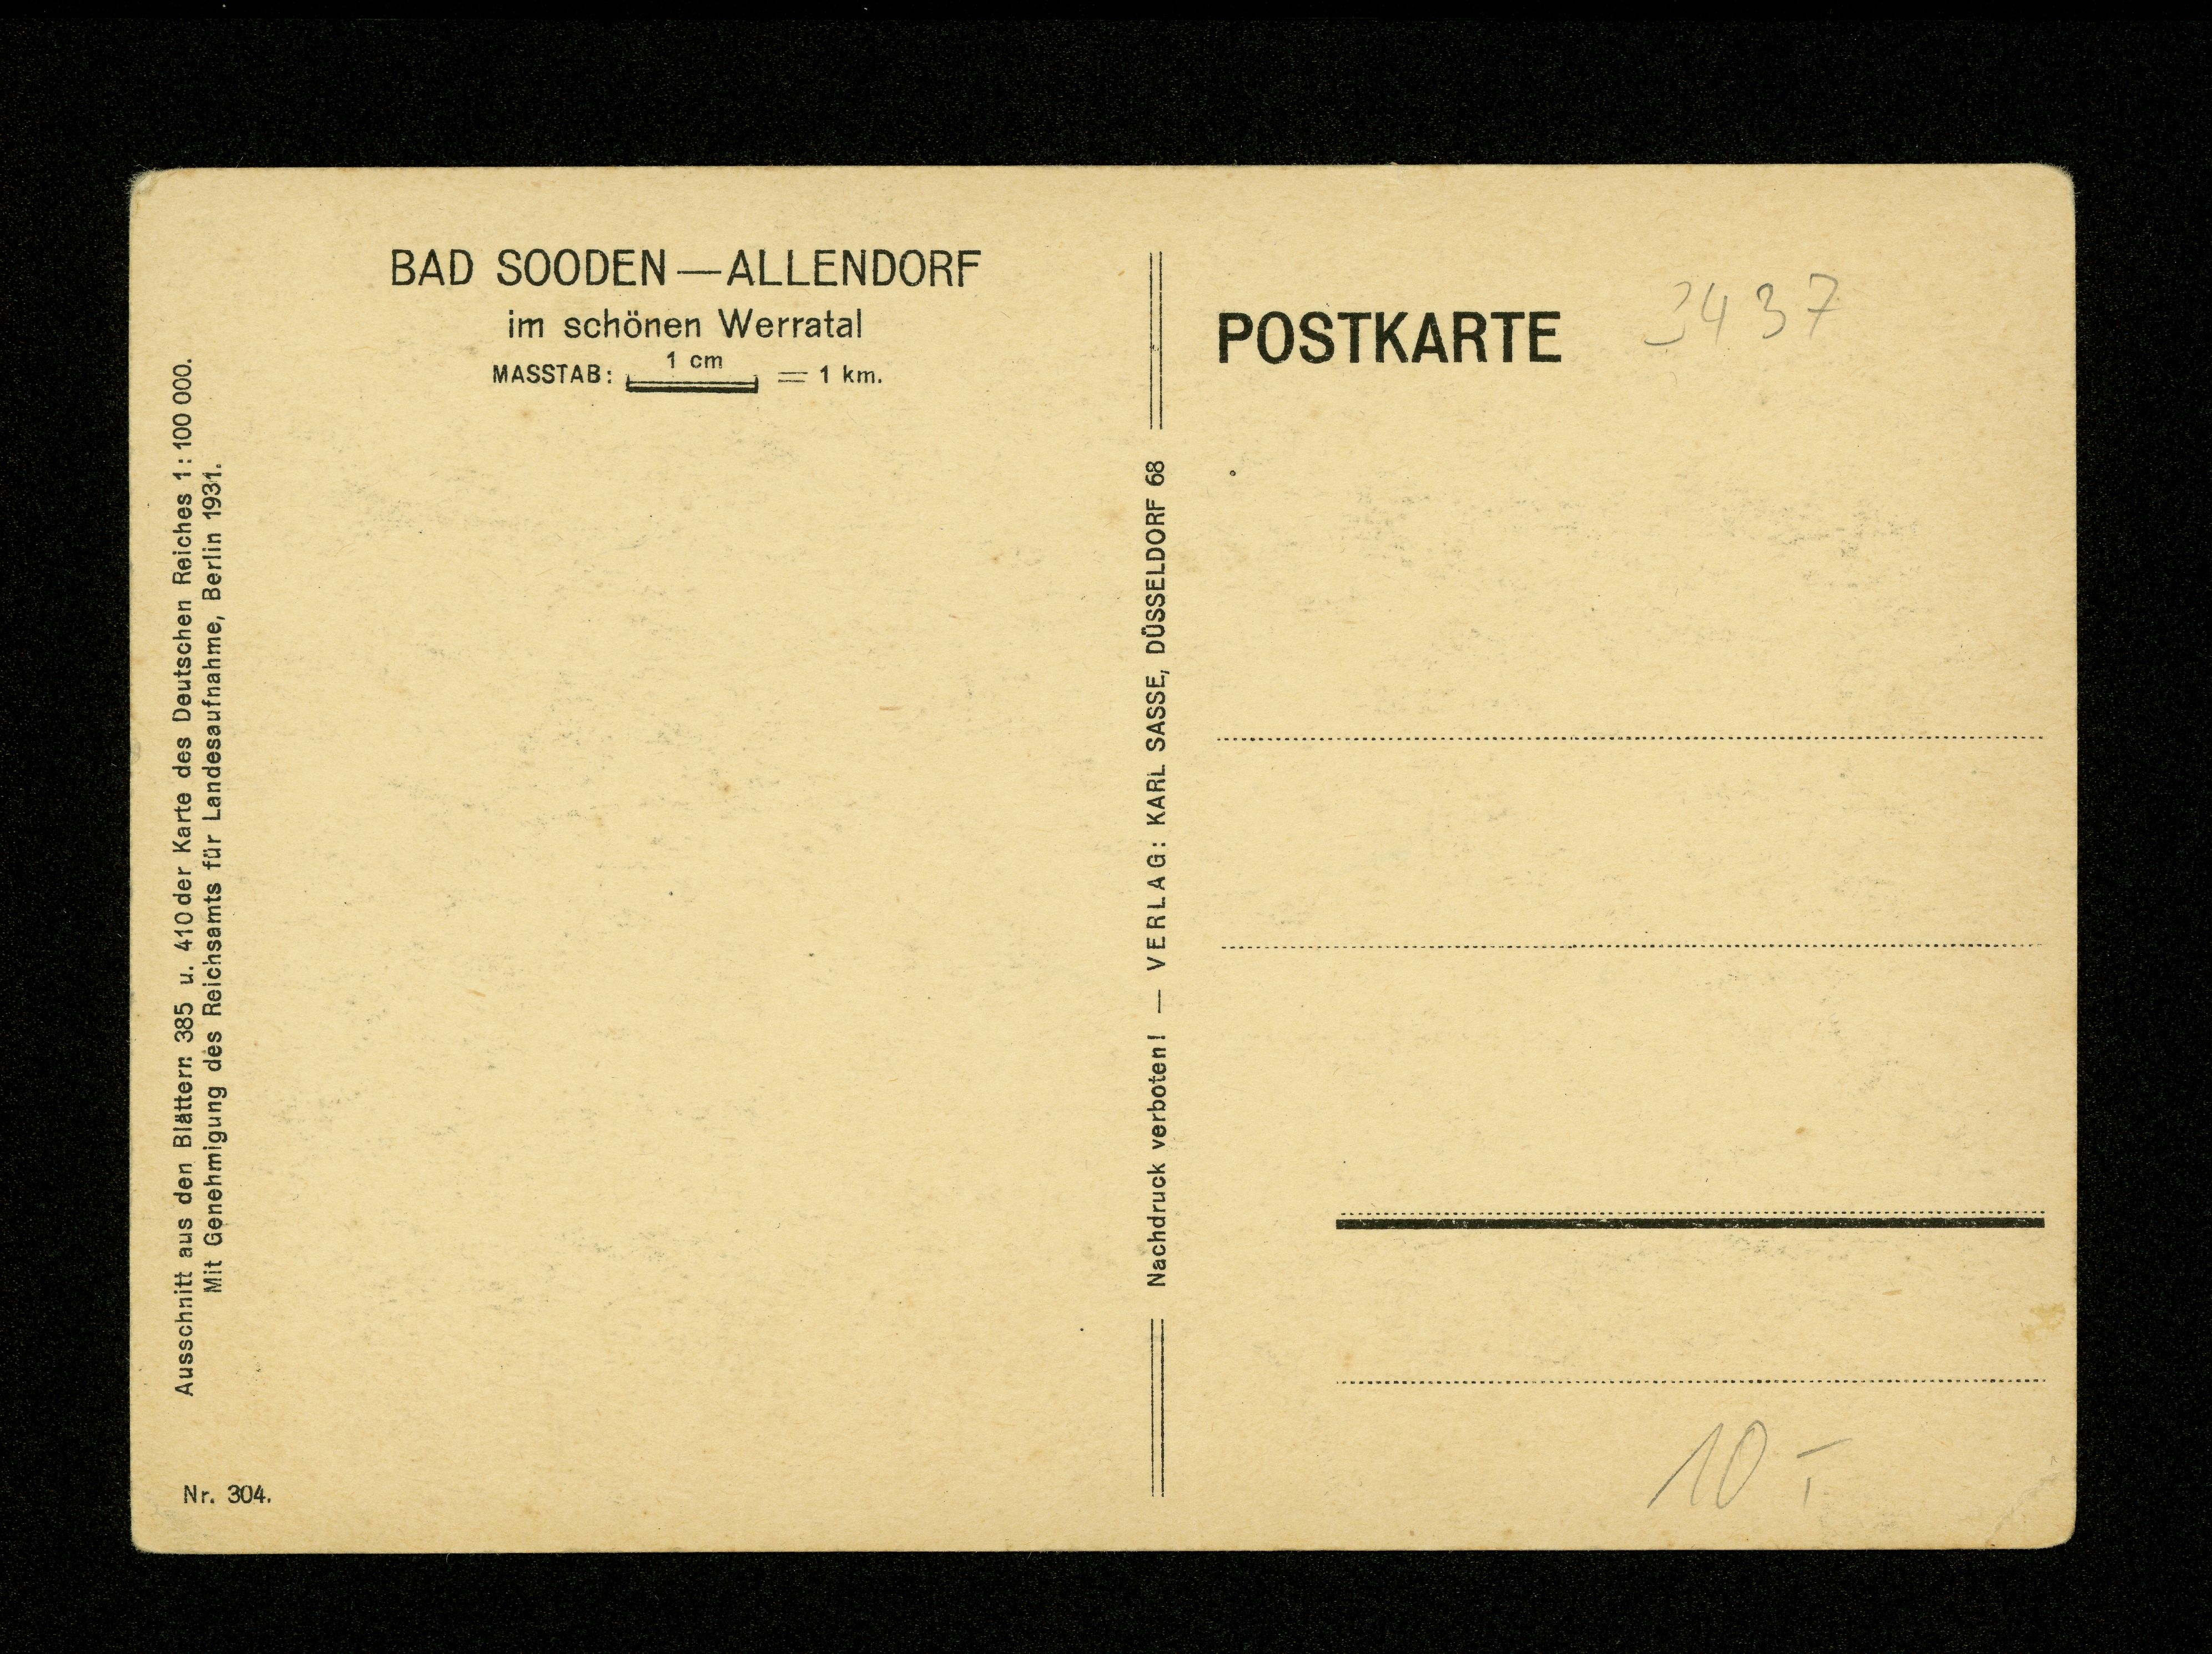 BAD SOODEN—ALLENDORF
im schönen Werratal
MASSTAB: 1 cm = 1 km.
Ausschnitt aus den Blättern 385 u. 410 der Karte des Deutschen Reiches 1:100 000.
Mit Genehmigung des Reichsamts für Landesaufnahme, Berlin 1931.
Nr. 304.
Nachdruck verboten! — VERLAG: KARL SASSE, DÜSSELDORF 68
POSTKARTE
3437
10